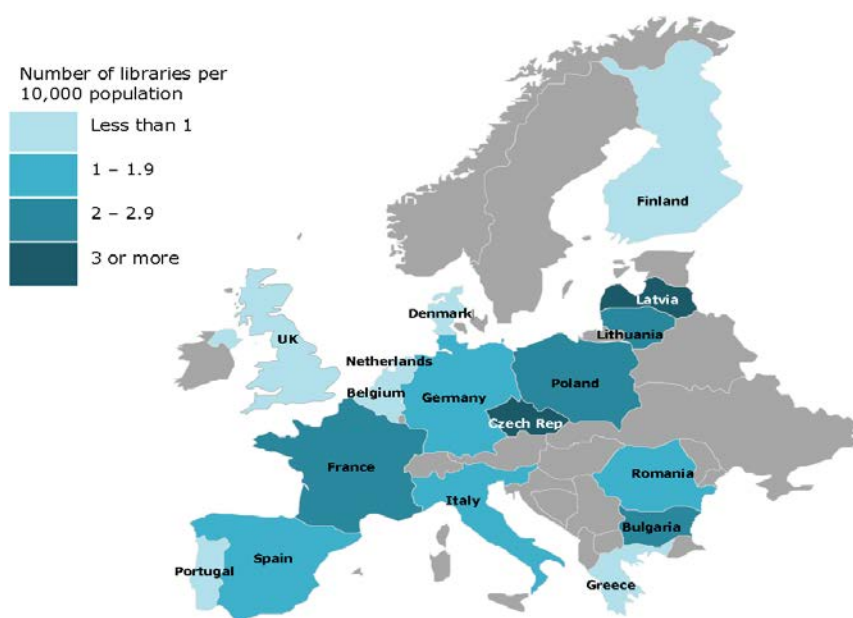 Number of libraries per
10,000 population
Less than 1
1 – 1.9
2 – 2.9
3 or more
Finland
Latvia
Lithuania
Denmark
UK
Netherlands
Belgium
Germany
Poland
Czech Rep
France
Romania
Italy
Bulgaria
Spain
Portugal
Greece